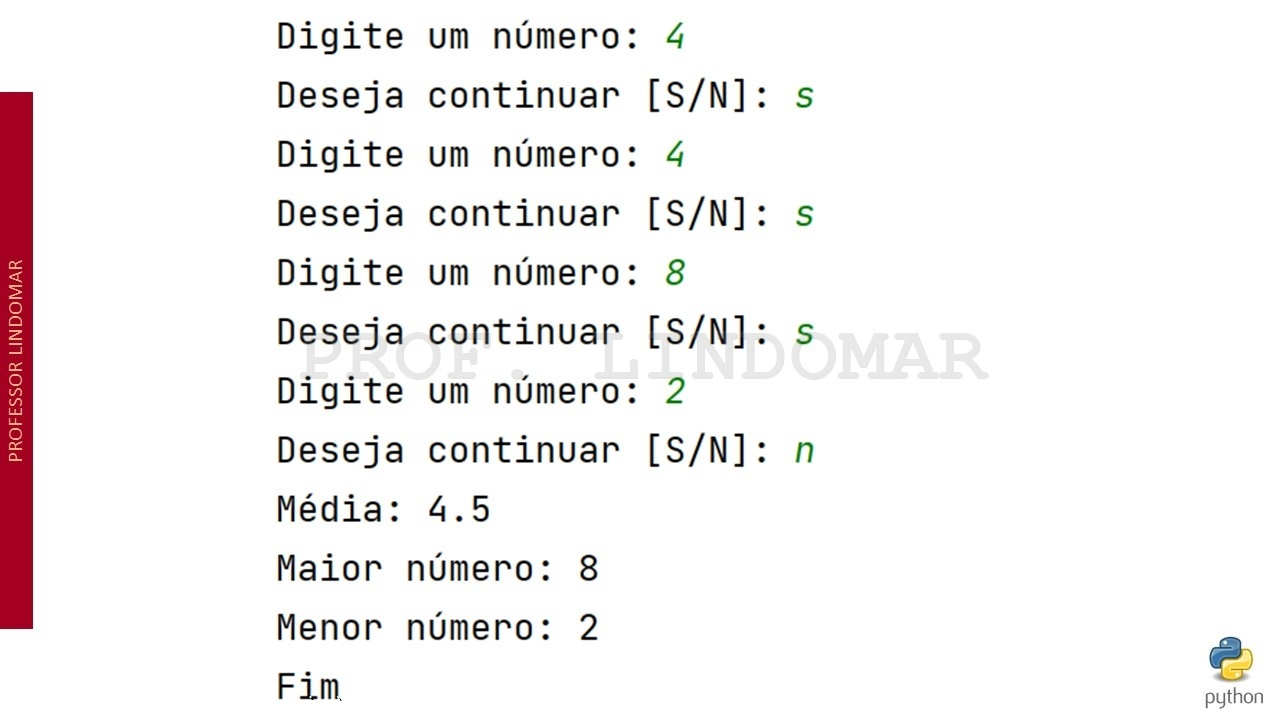 Digite um número: 4
Deseja continuar [S/N]: s
Digite um número: 4
Deseja continuar [S/N]: s
Digite um número: 8
Deseja continuar [S/N]: s
Digite um número: 2
Deseja continuar [S/N]: n
Média: 4.5
Maior número: 8
Menor número: 2
Fim
PROFESSOR LINDOMAR
PROF. LINDOMAR
python